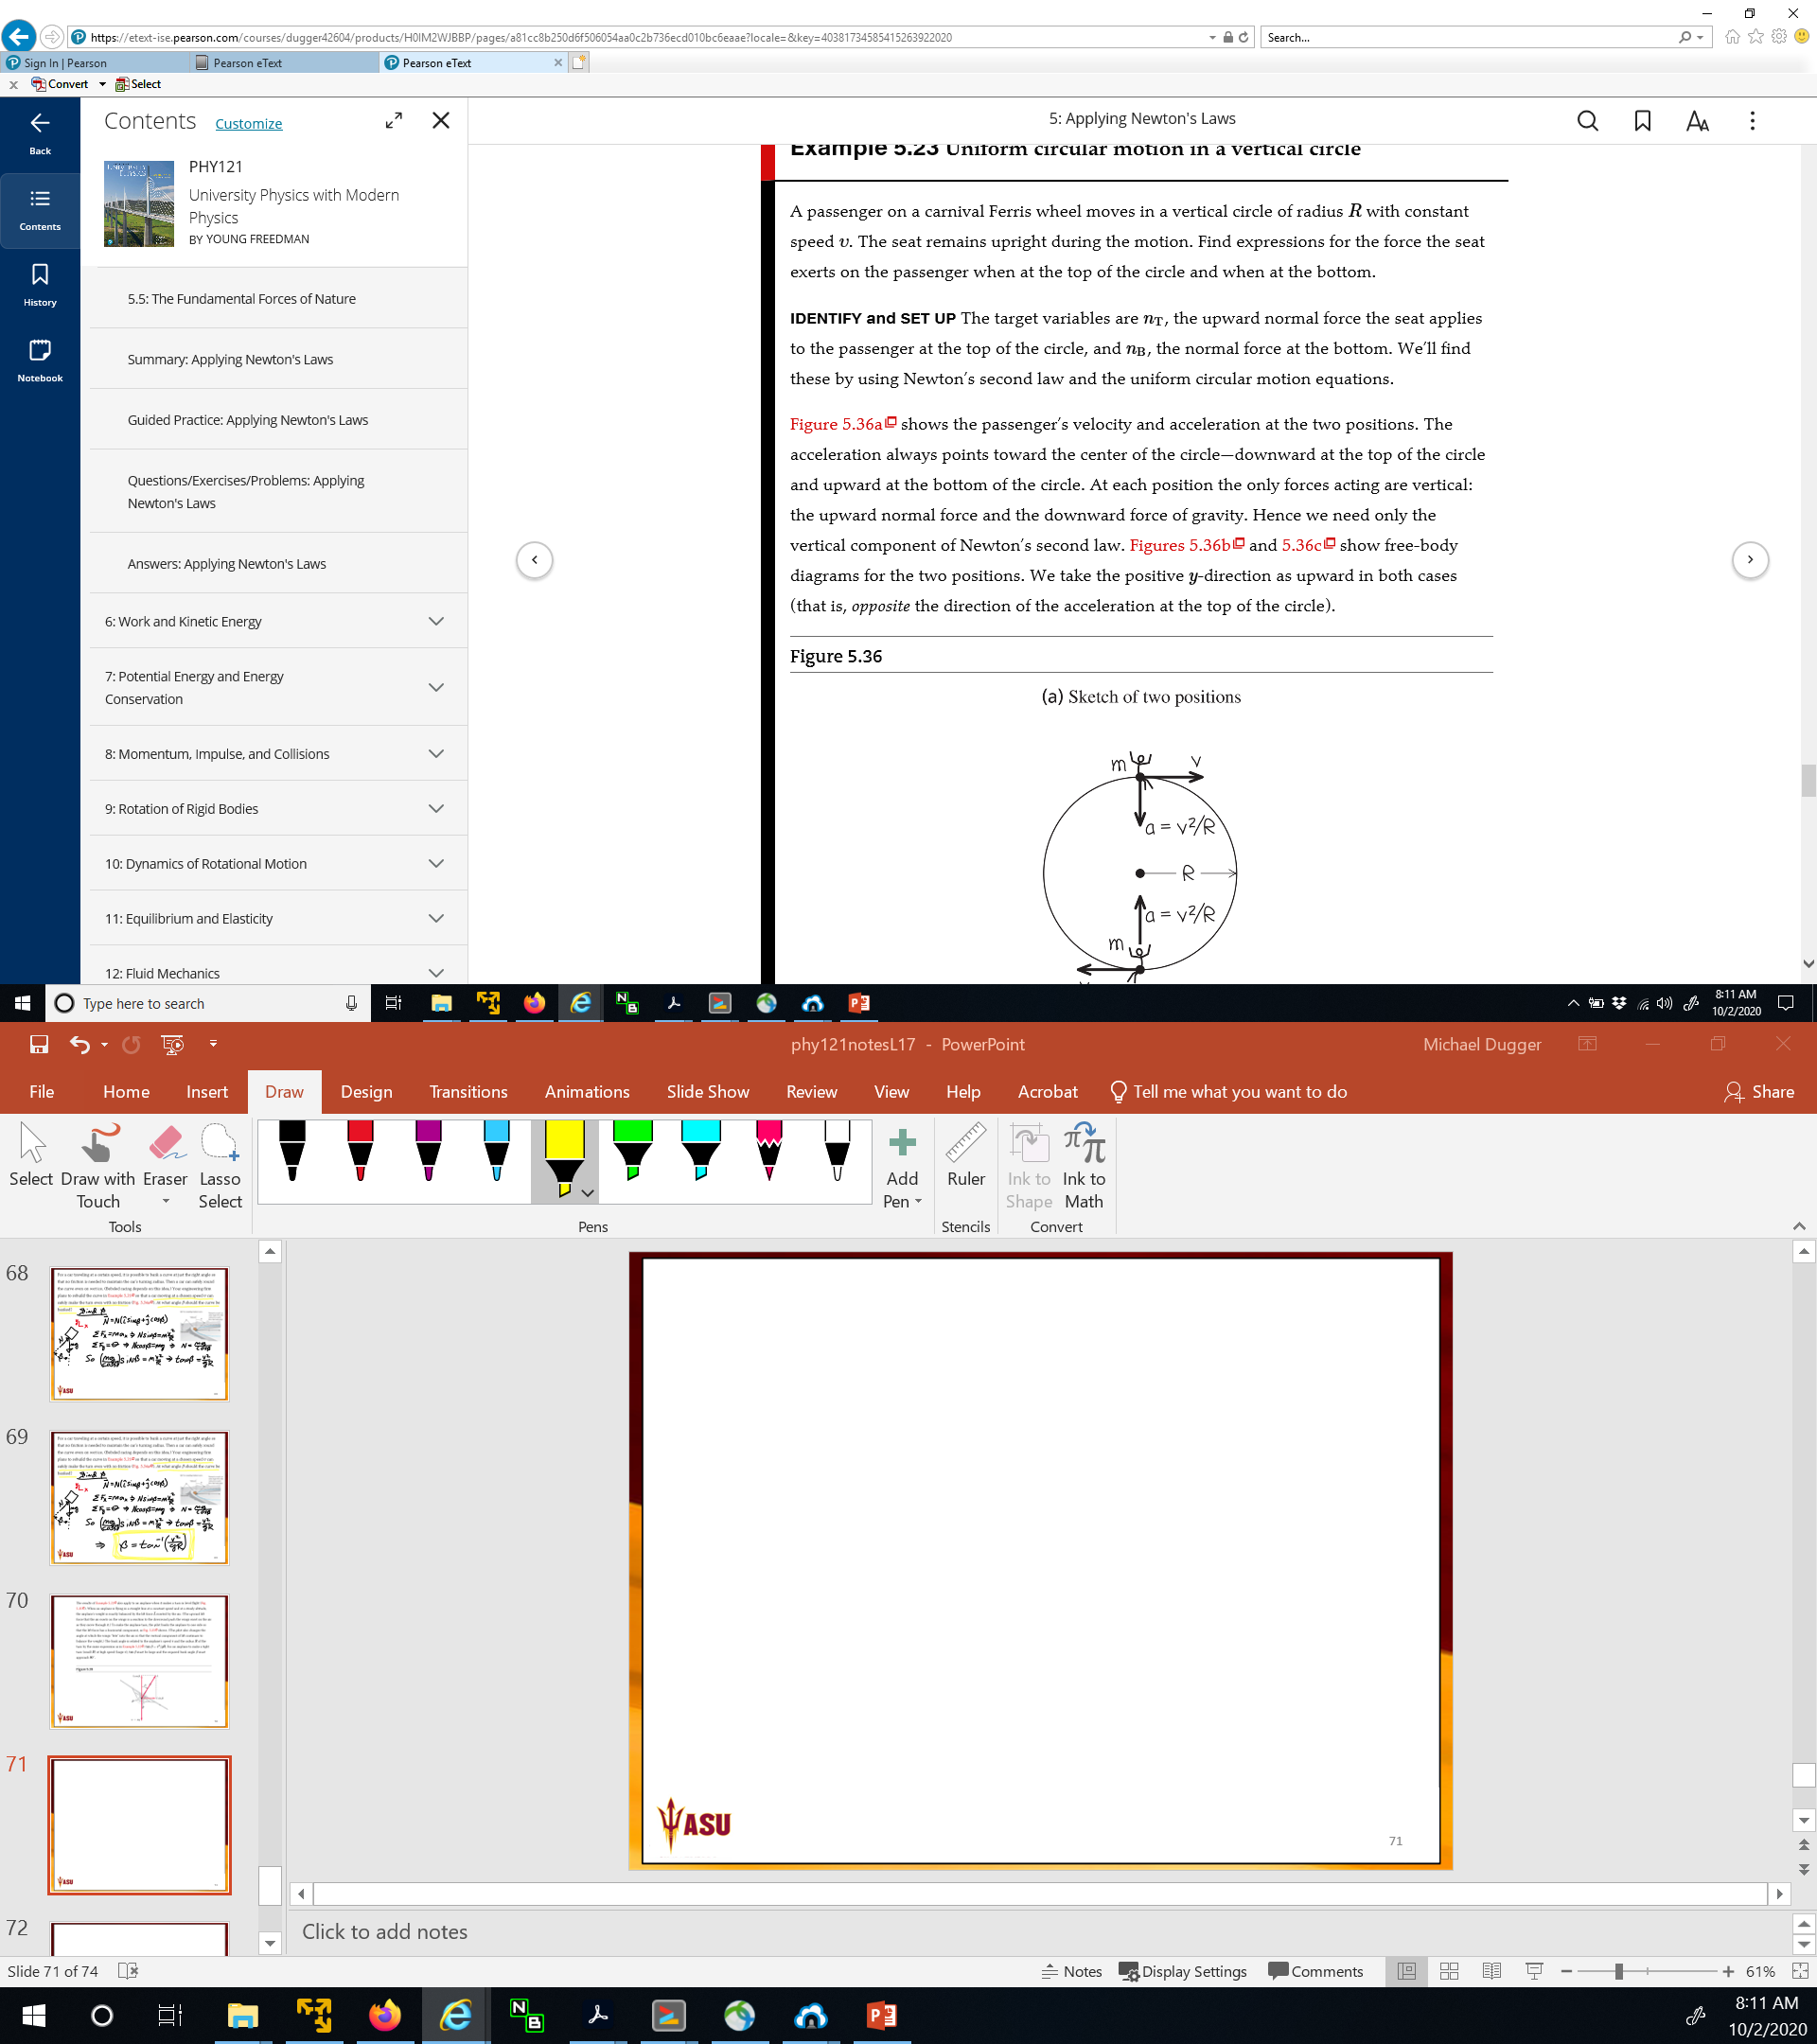 https://etext-ise.pearson.com/courses/dugger42604/products/H0IM2WJBBP/pages/a81cc8b250d6f506054aa0c2b736ecd010bc6eaae?locale=&key=40381734585415263922020
Search...
Sign In | Pearson
Pearson eText
Pearson eText
Convert
Select
Back
Contents
History
Notebook
Contents
Customize
PHY121
University Physics with Modern
Physics
BY YOUNG FREEDMAN
5.5: The Fundamental Forces of Nature
Summary: Applying Newton's Laws
Guided Practice: Applying Newton's Laws
Questions/Exercises/Problems: Applying
Newton's Laws
Answers: Applying Newton's Laws
6: Work and Kinetic Energy
7: Potential Energy and Energy
Conservation
8: Momentum, Impulse, and Collisions
9: Rotation of Rigid Bodies
10: Dynamics of Rotational Motion
11: Equilibrium and Elasticity
12: Fluid Mechanics
5: Applying Newton's Laws
Example 5.23 Uniform circular motion in a vertical circle
A passenger on a carnival Ferris wheel moves in a vertical circle of radius R with constant
speed v. The seat remains upright during the motion. Find expressions for the force the seat
exerts on the passenger when at the top of the circle and when at the bottom.
IDENTIFY and SET UP The target variables are nT, the upward normal force the seat applies
to the passenger at the top of the circle, and nB, the normal force at the bottom. We'll find
these by using Newton's second law and the uniform circular motion equations.
Figure 5.36a shows the passenger's velocity and acceleration at the two positions. The
acceleration always points toward the center of the circle—downward at the top of the circle
and upward at the bottom of the circle. At each position the only forces acting are vertical:
the upward normal force and the downward force of gravity. Hence we need only the
vertical component of Newton's second law. Figures 5.36b and 5.36c show free-body
diagrams for the two positions. We take the positive y-direction as upward in both cases
(that is, opposite the direction of the acceleration at the top of the circle).
Figure 5.36
(a) Sketch of two positions
m
v
a = v²/R
R
a = v²/R
m
Type here to search
8:11 AM
10/2/2020
phy121notesL17 - PowerPoint
Michael Dugger
File
Home
Insert
Draw
Design
Transitions
Animations
Slide Show
Review
View
Help
Acrobat
Tell me what you want to do
Share
Select
Draw with
Touch
Eraser
Lasso
Select
Tools
Pens
Add
Pen
Ruler
Stencils
Ink to
Shape
Ink to
Math
Convert
68
69
70
71
72
ASU
71
Click to add notes
Slide 71 of 74
Notes
Display Settings
Comments
61%
8:11 AM
10/2/2020